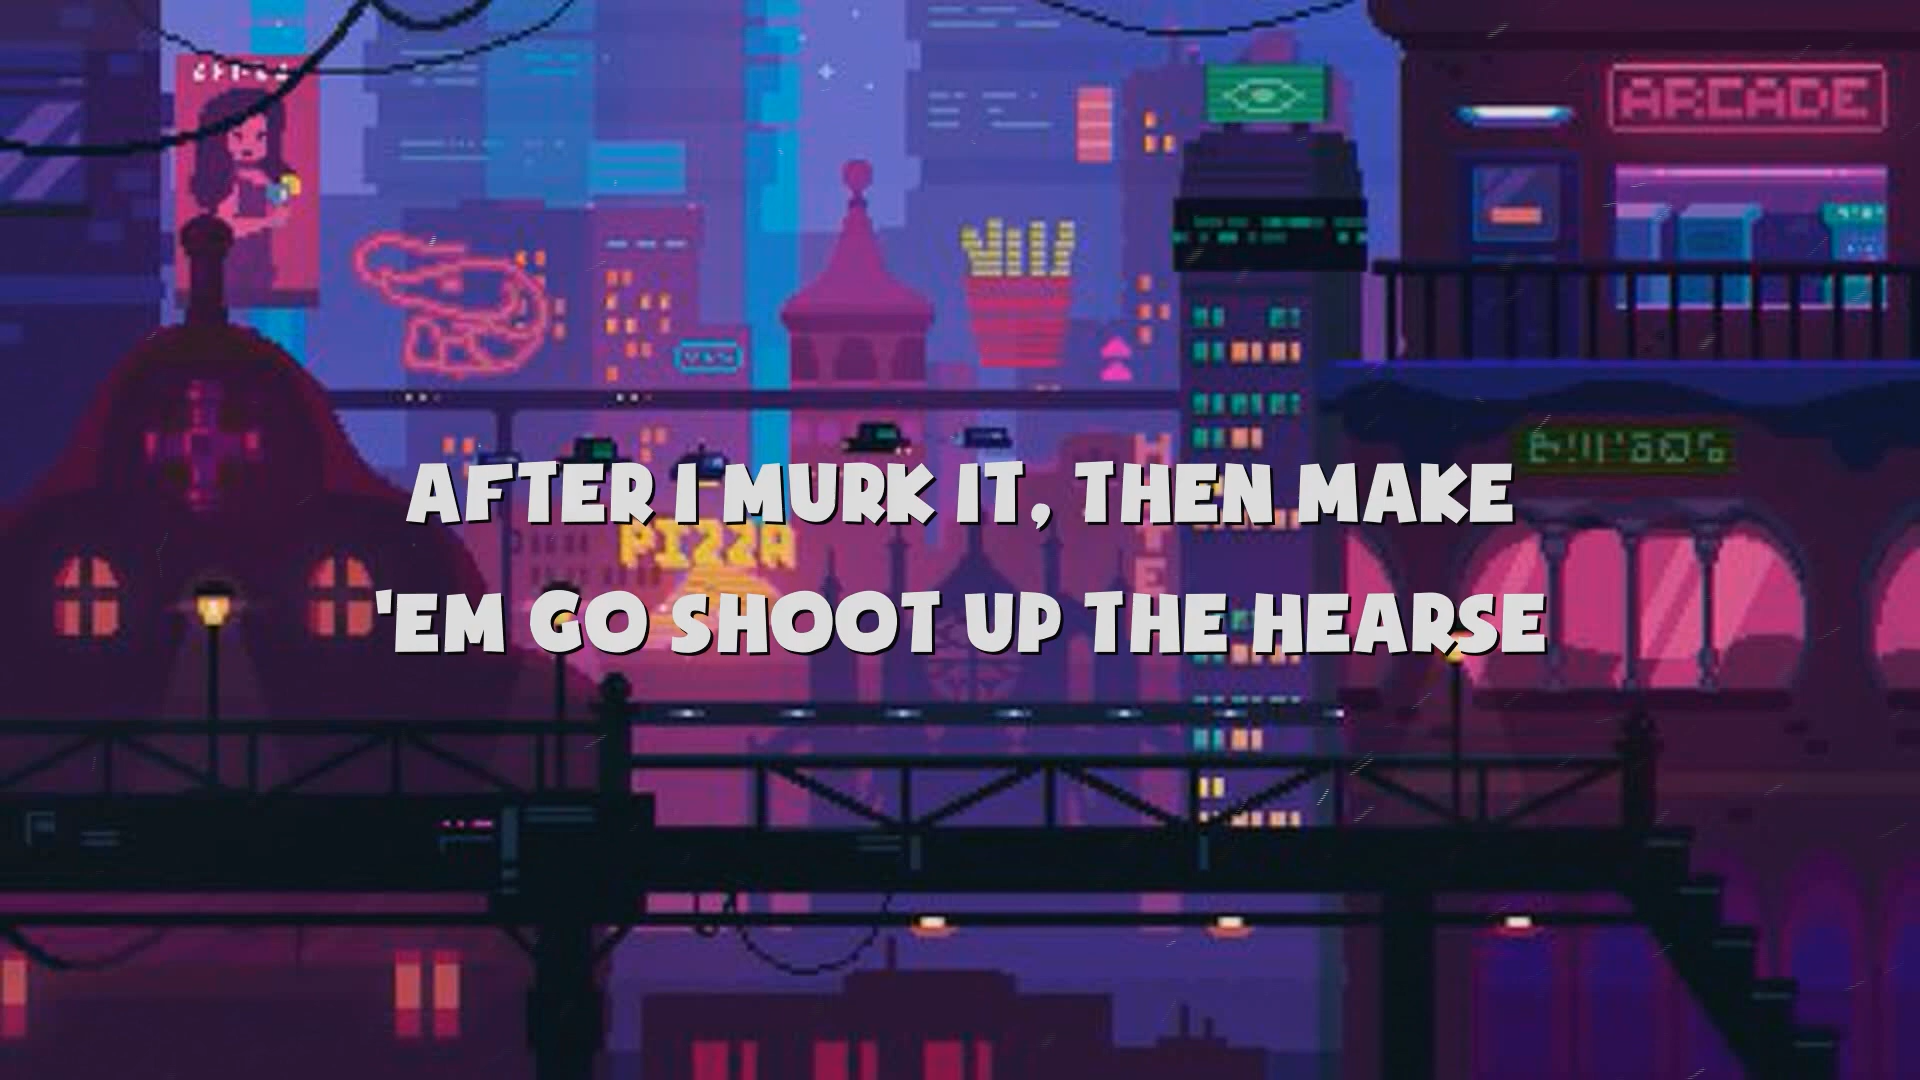 ARCADE
AFTER I MURK IT, THEN MAKE
PIZZA
'EM GO SHOOT UP THE HEARSE